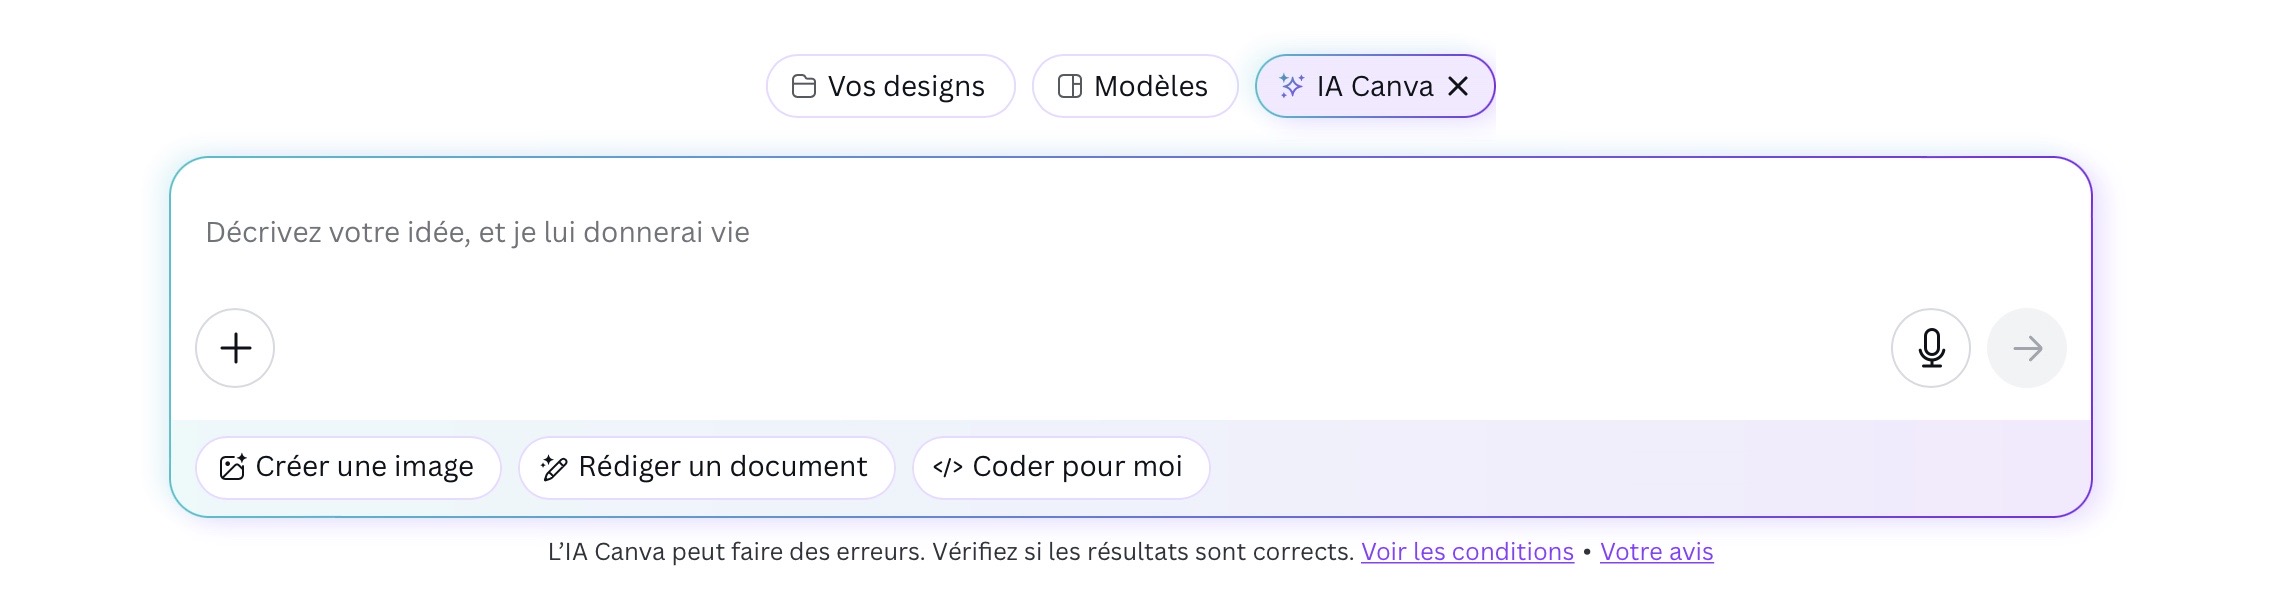 Vos designs
Modèles
IA Canva
Décrivez votre idée, et je lui donnerai vie
Créer une image
Rédiger un document
</> Coder pour moi
L’IA Canva peut faire des erreurs. Vérifiez si les résultats sont corrects. Voir les conditions • Votre avis